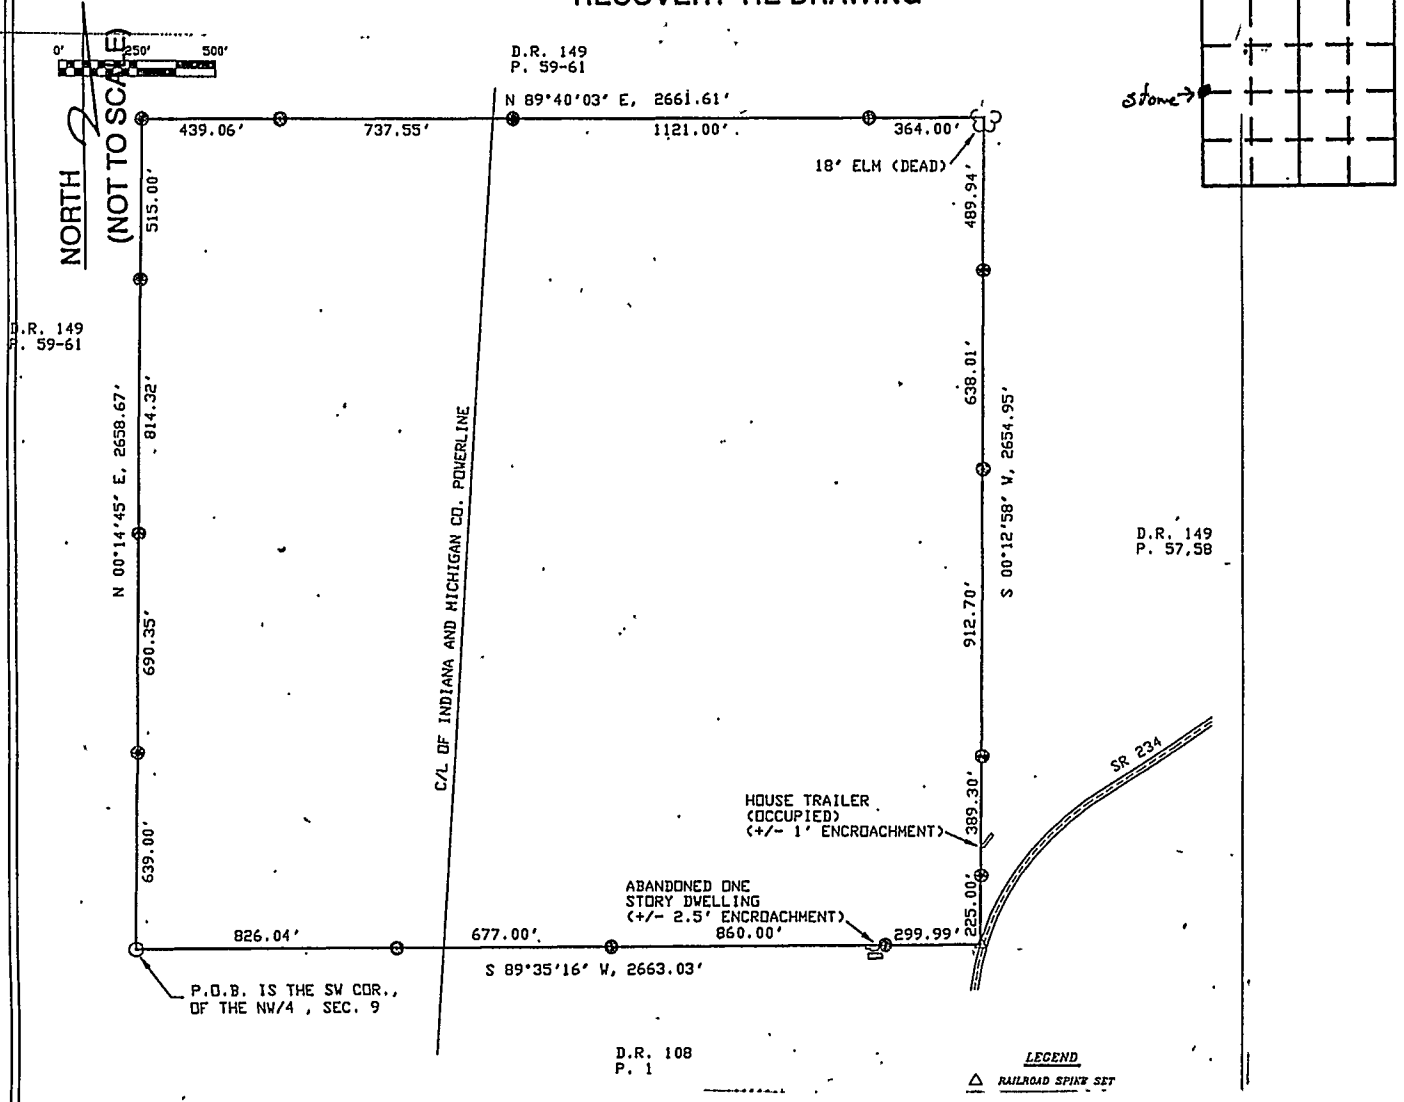 RECOVERY TIE DRAWING
0' 250' 500'
NORTH
(NOT TO SCALE)
D.R. 149
P. 59-61
N 89°40'03" E, 2661.61'
439.06' 737.55' 1121.00' 364.00'
18" ELM (DEAD)
stone
515.00'
489.94'
D.R. 149
P. 59-61
N 00°14'45" E, 2658.67'
814.32'
638.01'
S 00°12'58" W, 2654.95'
C/L OF INDIANA AND MICHIGAN CO. POWERLINE
D.R. 149
P. 57,58
690.35'
912.70'
SR 234
HOUSE TRAILER
(OCCUPIED)
(+/- 1' ENCROACHMENT)
389.30'
639.00'
ABANDONED ONE
STORY DWELLING
(+/- 2.5' ENCROACHMENT)
225.00'
826.04' 677.00' 860.00' 299.99'
S 89°35'16" W, 2663.03'
P.O.B. IS THE SW COR.,
OF THE NW/4 , SEC. 9
D.R. 108
P. 1
LEGEND
RAILROAD SPIKE SET